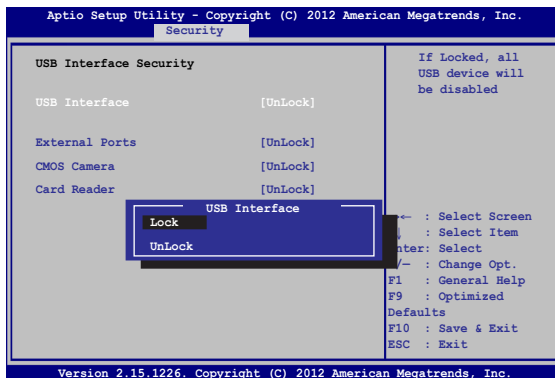 Aptio Setup Utility - Copyright (C) 2012 American Megatrends, Inc.
Security
USB Interface Security
USB Interface [UnLock]
External Ports [UnLock]
CMOS Camera [UnLock]
Card Reader [UnLock]
USB Interface
Lock
UnLock
If Locked, all
USB device will
be disabled
: Select Screen
: Select Item
nter: Select
/— : Change Opt.
F1 : General Help
F9 : Optimized
Defaults
F10 : Save & Exit
ESC : Exit
Version 2.15.1226. Copyright (C) 2012 American Megatrends, Inc.